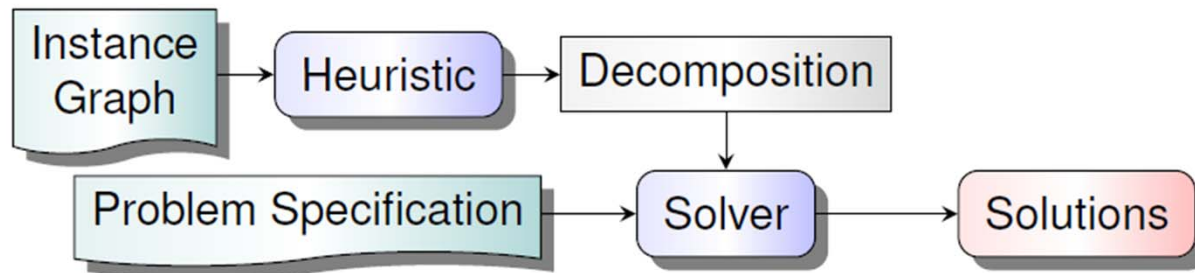 Instance
Graph
Heuristic
Decomposition
Problem Specification
Solver
Solutions